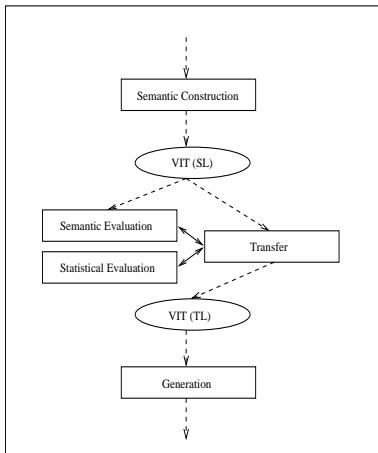 Semantic Construction
VIT (SL)
Semantic Evaluation
Transfer
Statistical Evaluation
VIT (TL)
Generation